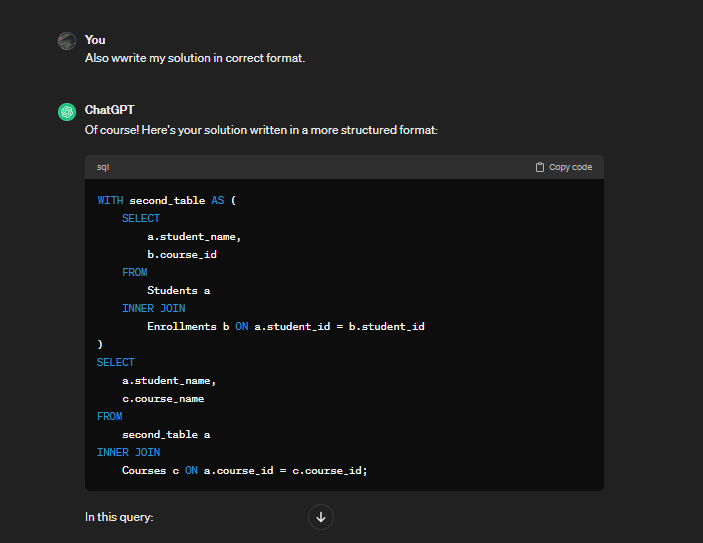 You
Also wwrite my solution in correct format.
ChatGPT
Of course! Here's your solution written in a more structured format:
sql
Copy code
WITH second_table AS (
SELECT
a.student_name,
b.course_id
FROM
Students a
INNER JOIN
Enrollments b ON a.student_id = b.student_id
)
SELECT
a.student_name,
c.course_name
FROM
second_table a
INNER JOIN
Courses c ON a.course_id = c.course_id;
In this query: